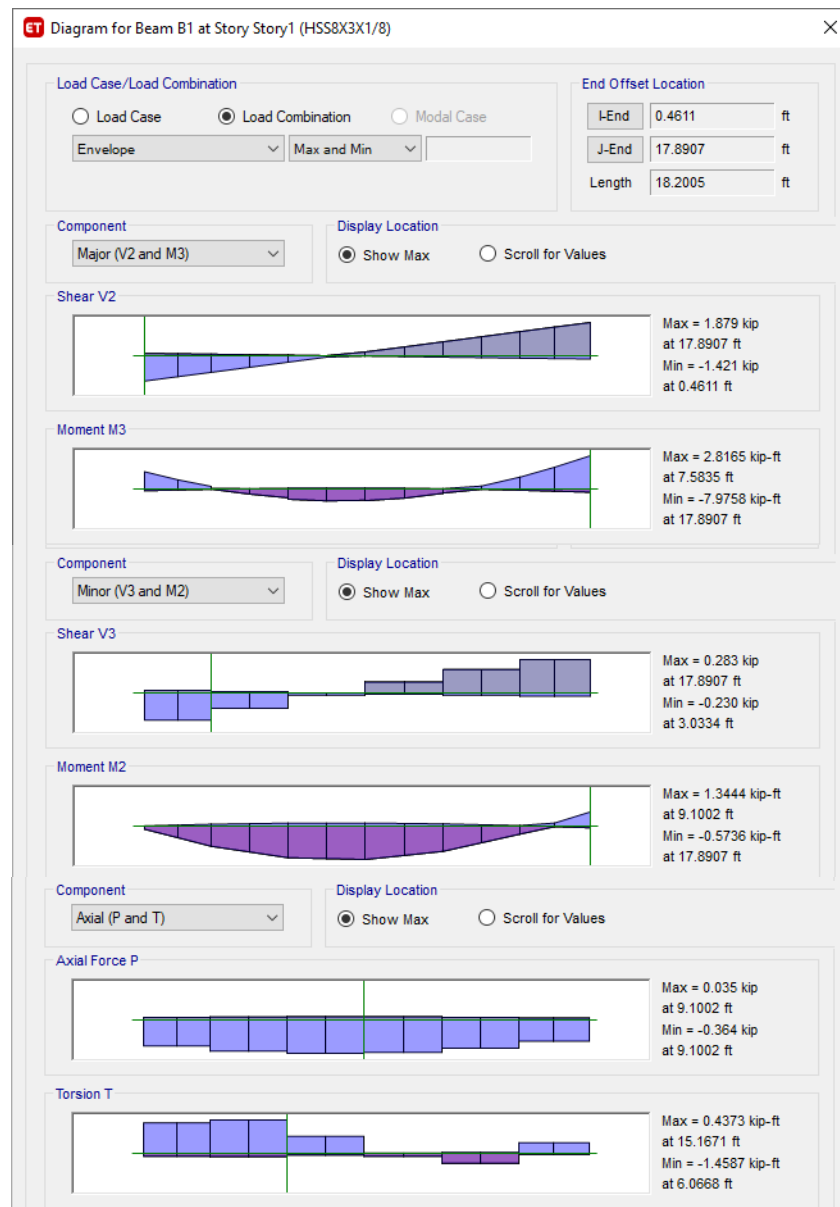 ET Diagram for Beam B1 at Story Story1 (HSS8X3X1/8)
Load Case/Load Combination
Load Case Load Combination Modal Case
Envelope Max and Min
End Offset Location
I-End 0.4611 ft
J-End 17.8907 ft
Length 18.2005 ft
Component
Major (V2 and M3)
Display Location
Show Max Scroll for Values
Shear V2
Max = 1.879 kip
at 17.8907 ft
Min = -1.421 kip
at 0.4611 ft
Moment M3
Max = 2.8165 kip-ft
at 7.5835 ft
Min = -7.9758 kip-ft
at 17.8907 ft
Component
Minor (V3 and M2)
Display Location
Show Max Scroll for Values
Shear V3
Max = 0.283 kip
at 17.8907 ft
Min = -0.230 kip
at 3.0334 ft
Moment M2
Max = 1.3444 kip-ft
at 9.1002 ft
Min = -0.5736 kip-ft
at 17.8907 ft
Component
Axial (P and T)
Display Location
Show Max Scroll for Values
Axial Force P
Max = 0.035 kip
at 9.1002 ft
Min = -0.364 kip
at 9.1002 ft
Torsion T
Max = 0.4373 kip-ft
at 15.1671 ft
Min = -1.4587 kip-ft
at 6.0668 ft